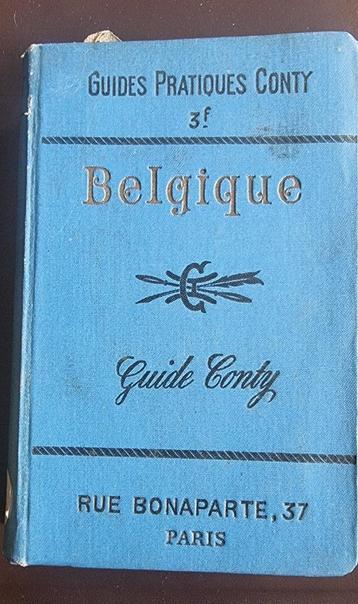 GUIDES PRATIQUES CONTY
3f
Belgique
G
Guide Conty
RUE BONAPARTE, 37
PARIS